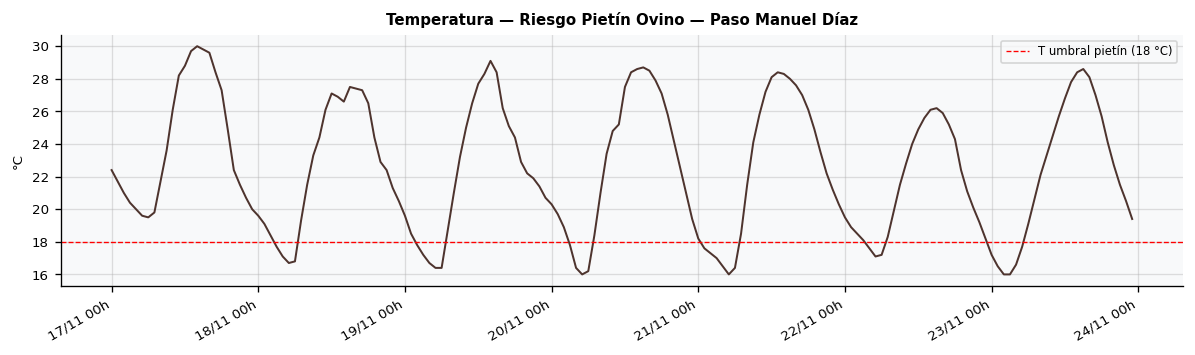 Temperatura — Riesgo Pietín Ovino — Paso Manuel Díaz
T umbral pietín (18 °C)
°C
30
28
26
24
22
20
18
16
17/11 00h
18/11 00h
19/11 00h
20/11 00h
21/11 00h
22/11 00h
23/11 00h
24/11 00h